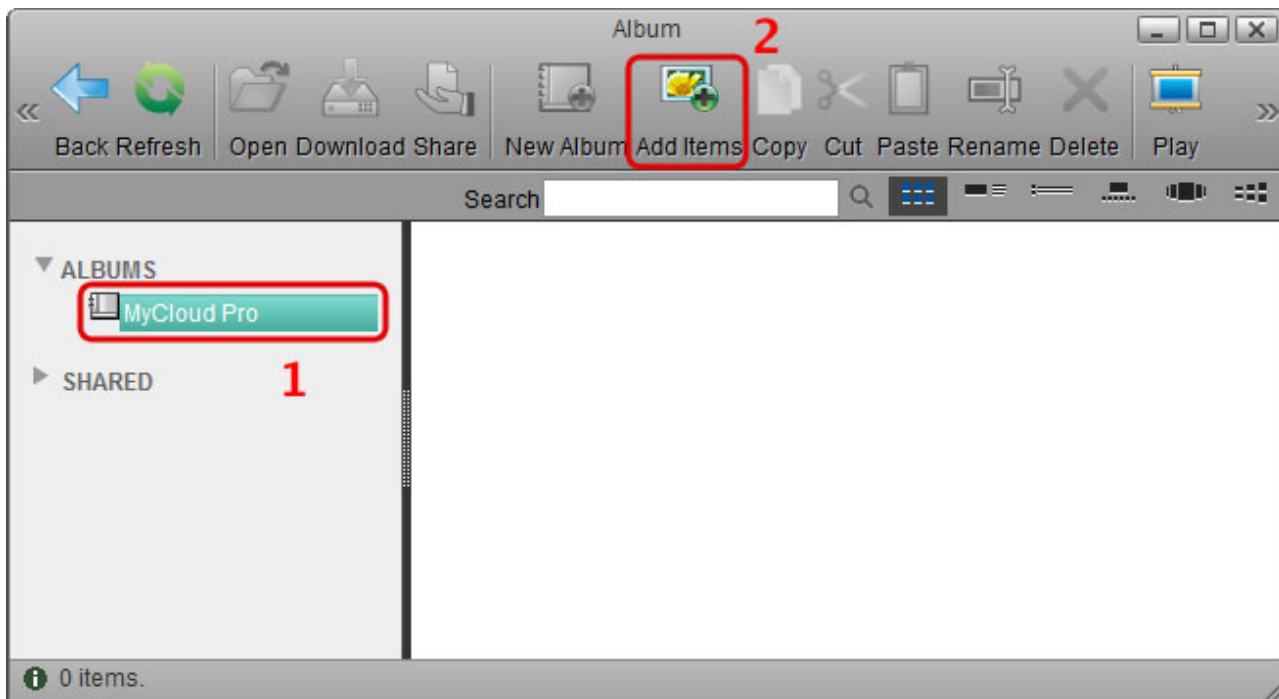 Album
2
Back Refresh Open Download Share New Album Add Items Copy Cut Paste Rename Delete Play
Search
ALBUMS
MyCloud Pro
1
SHARED
0 items.